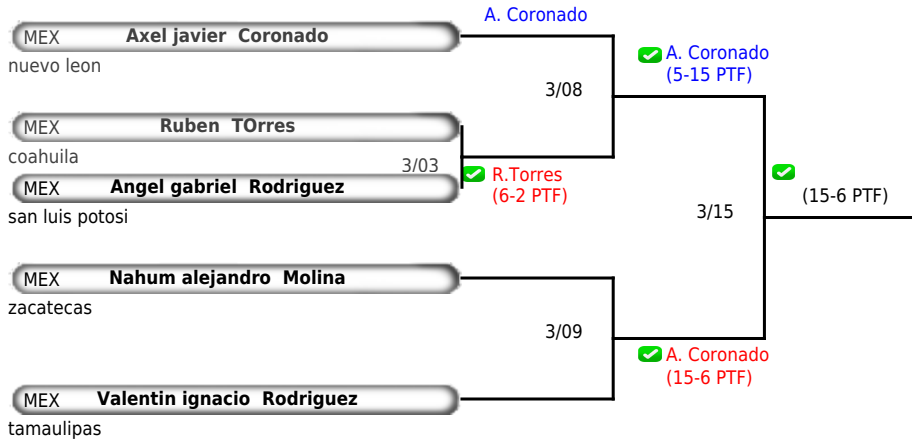 A. Coronado
MEX Axel javier Coronado
nuevo leon
A. Coronado
(5-15 PTF)
3/08
MEX Ruben TOrres
coahuila
3/03
R.Torres
(6-2 PTF)
MEX Angel gabriel Rodriguez
san luis potosi
(15-6 PTF)
3/15
MEX Nahum alejandro Molina
zacatecas
3/09
A. Coronado
(15-6 PTF)
MEX Valentin ignacio Rodriguez
tamaulipas